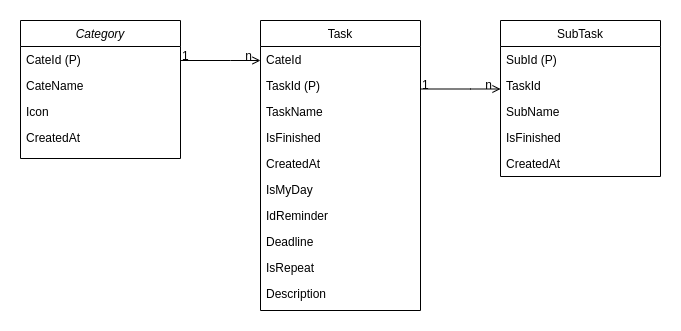 Category
CateId (P)
CateName
Icon
CreatedAt
1
n
Task
CateId
TaskId (P)
TaskName
IsFinished
CreatedAt
IsMyDay
IdReminder
Deadline
IsRepeat
Description
1
n
SubTask
SubId (P)
TaskId
SubName
IsFinished
CreatedAt